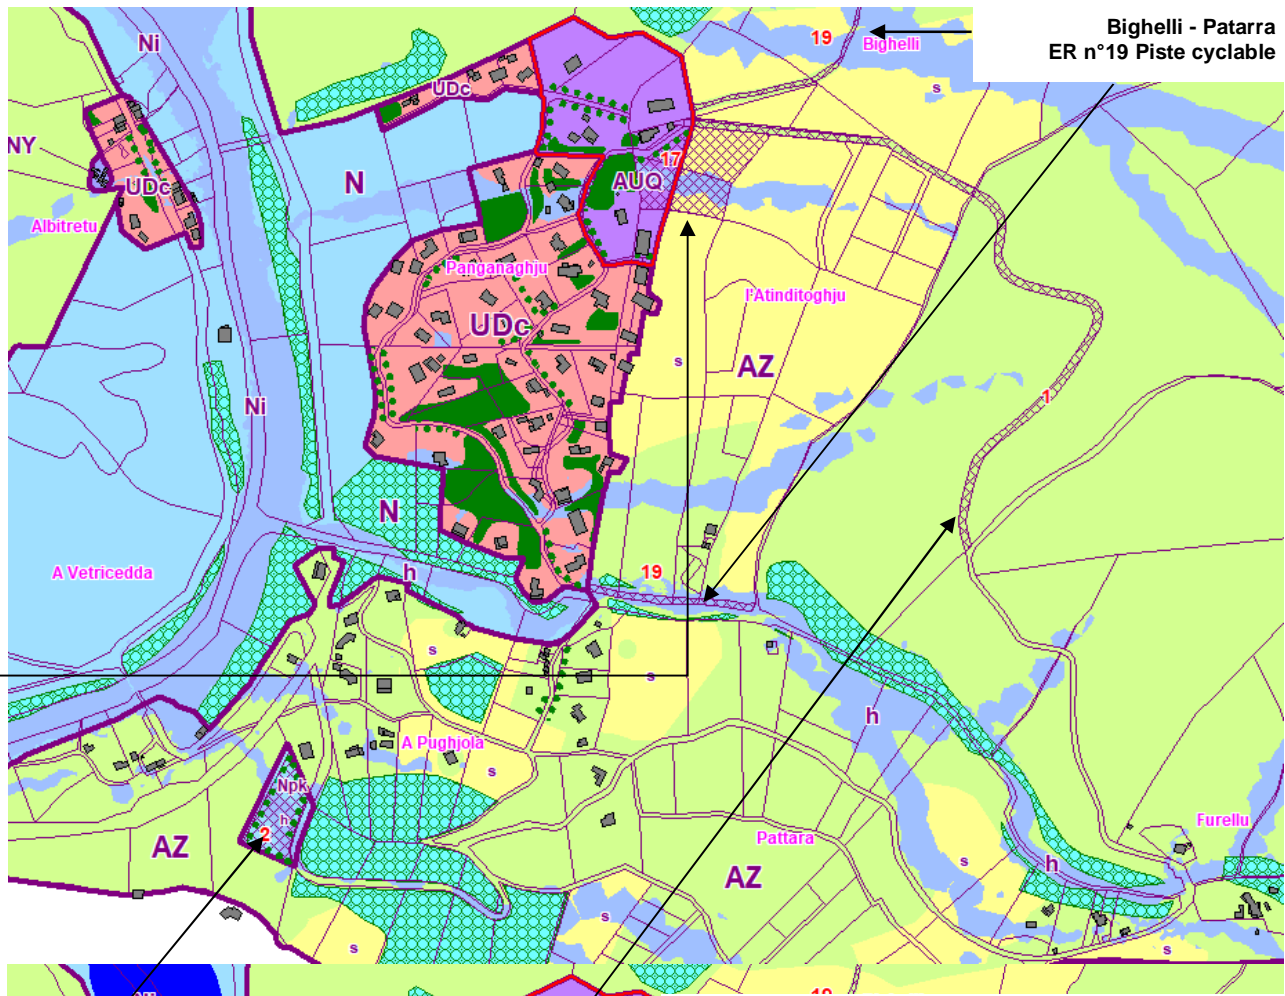 Bighelli - Patarra
ER n°19 Piste cyclable
Ni
19
Bighelli
s
UDc
NY
17
AUQ
N
UDc
Albitretu
Panganaghju
l'Atinditoghju
UDc
s
AZ
Ni
1
N
A Vetricedda
h
19
s
s
h
A Pughjola
s
Npk
h
2
Pattara
Furellu
AZ
s
h
AZ
s
s
s
19